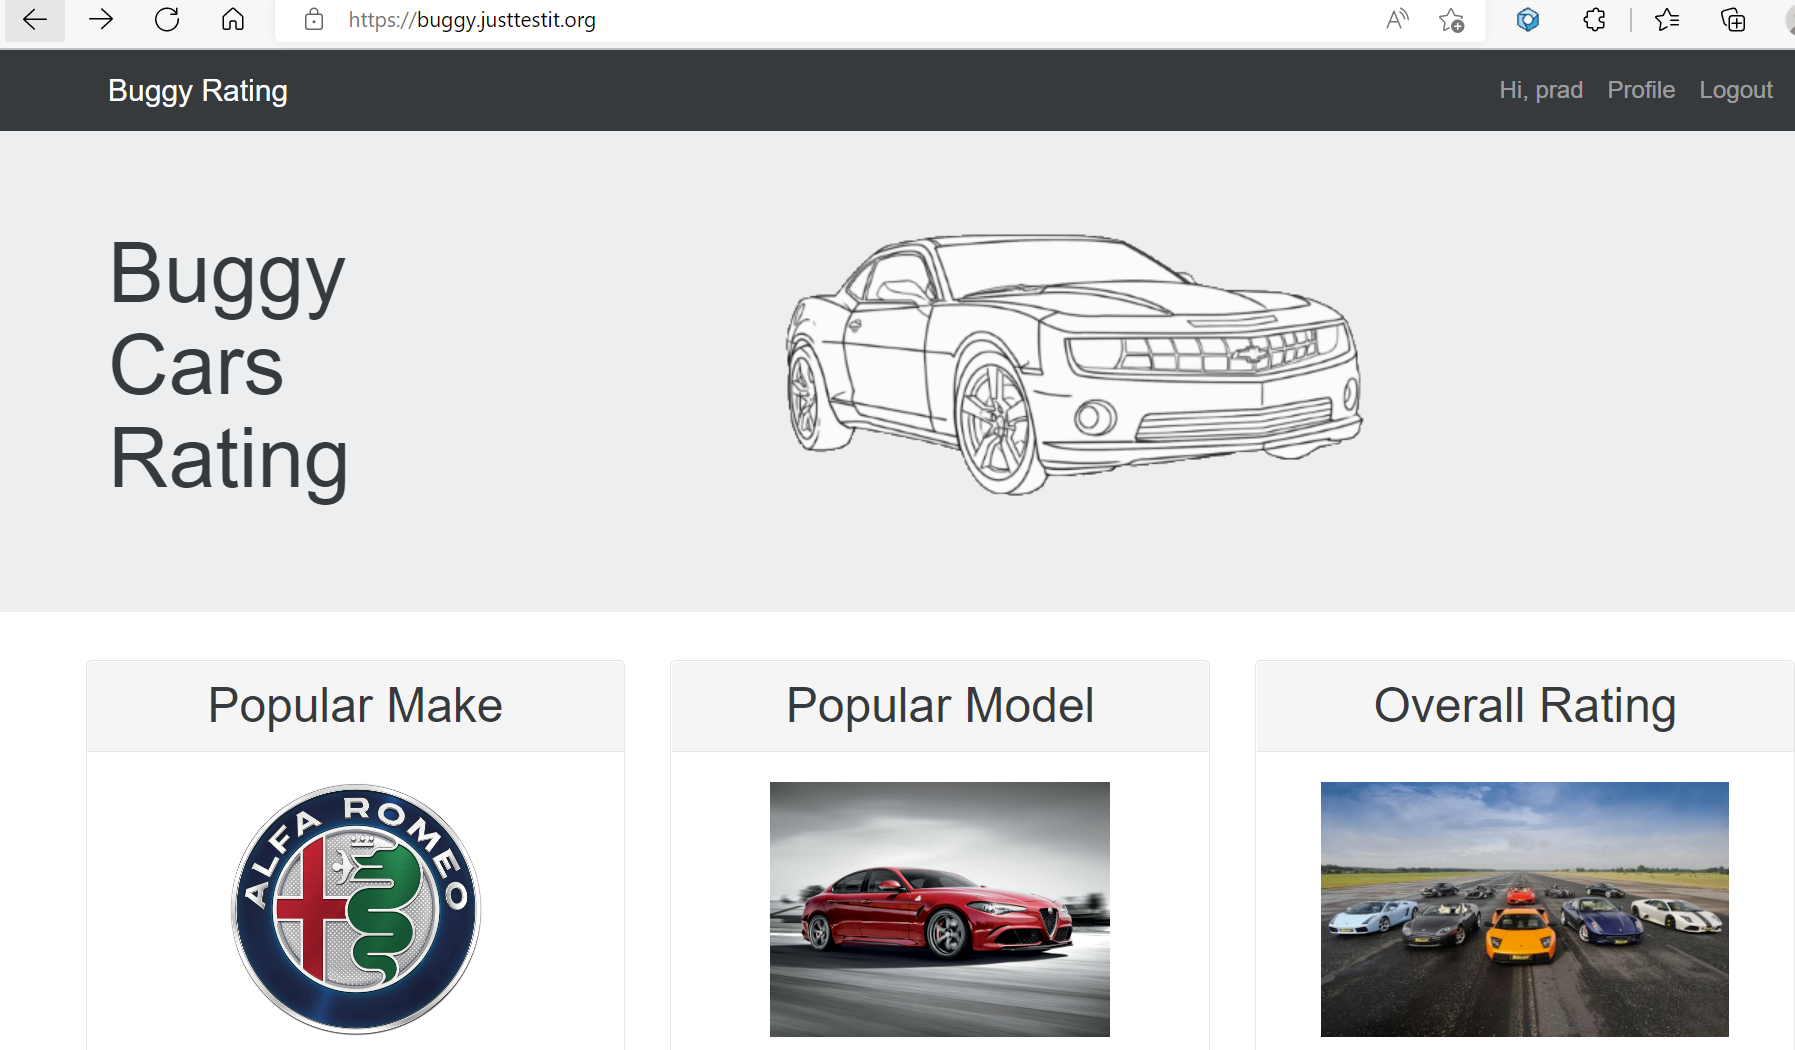 https://buggy.justtestit.org
Buggy Rating
Hi, prad Profile Logout
Buggy
Cars
Rating
Popular Make
Popular Model
Overall Rating
ALFA ROMEO